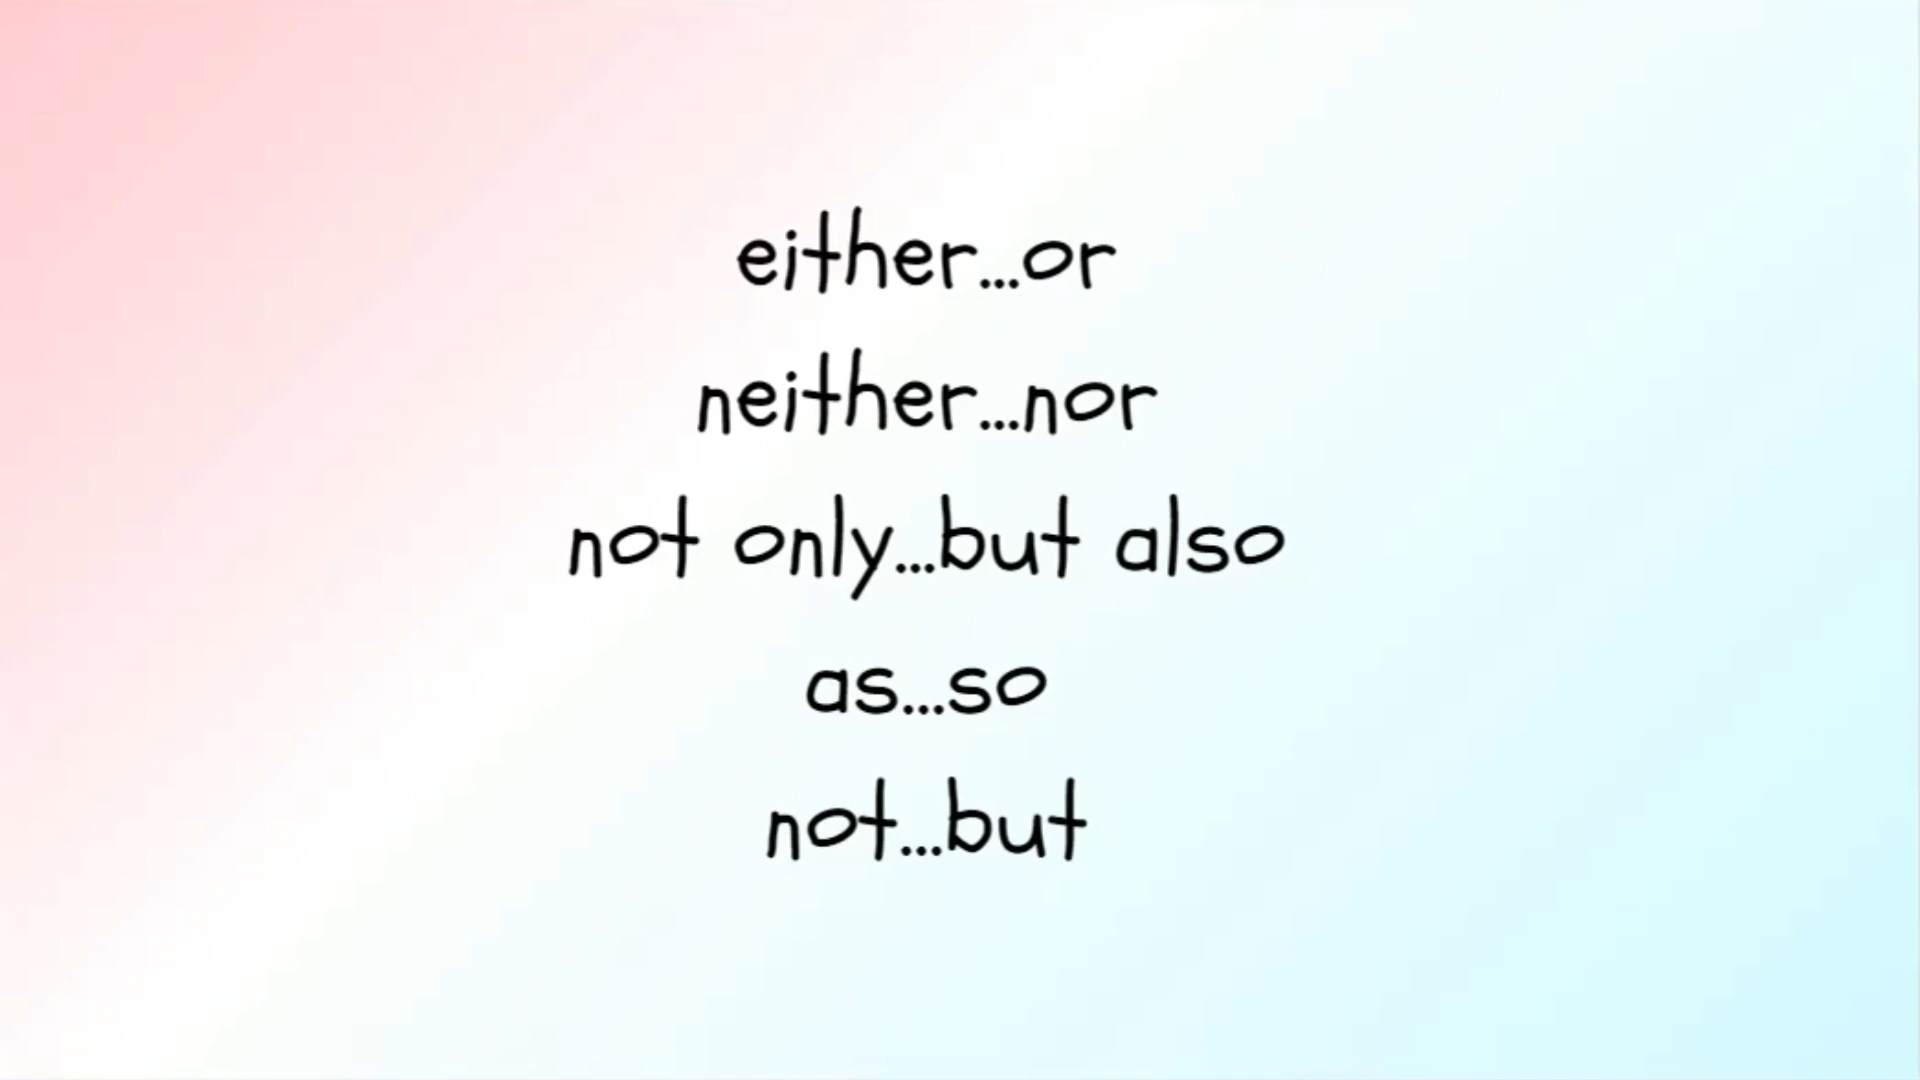 either...or
neither...nor
not only...but also
as...so
not...but